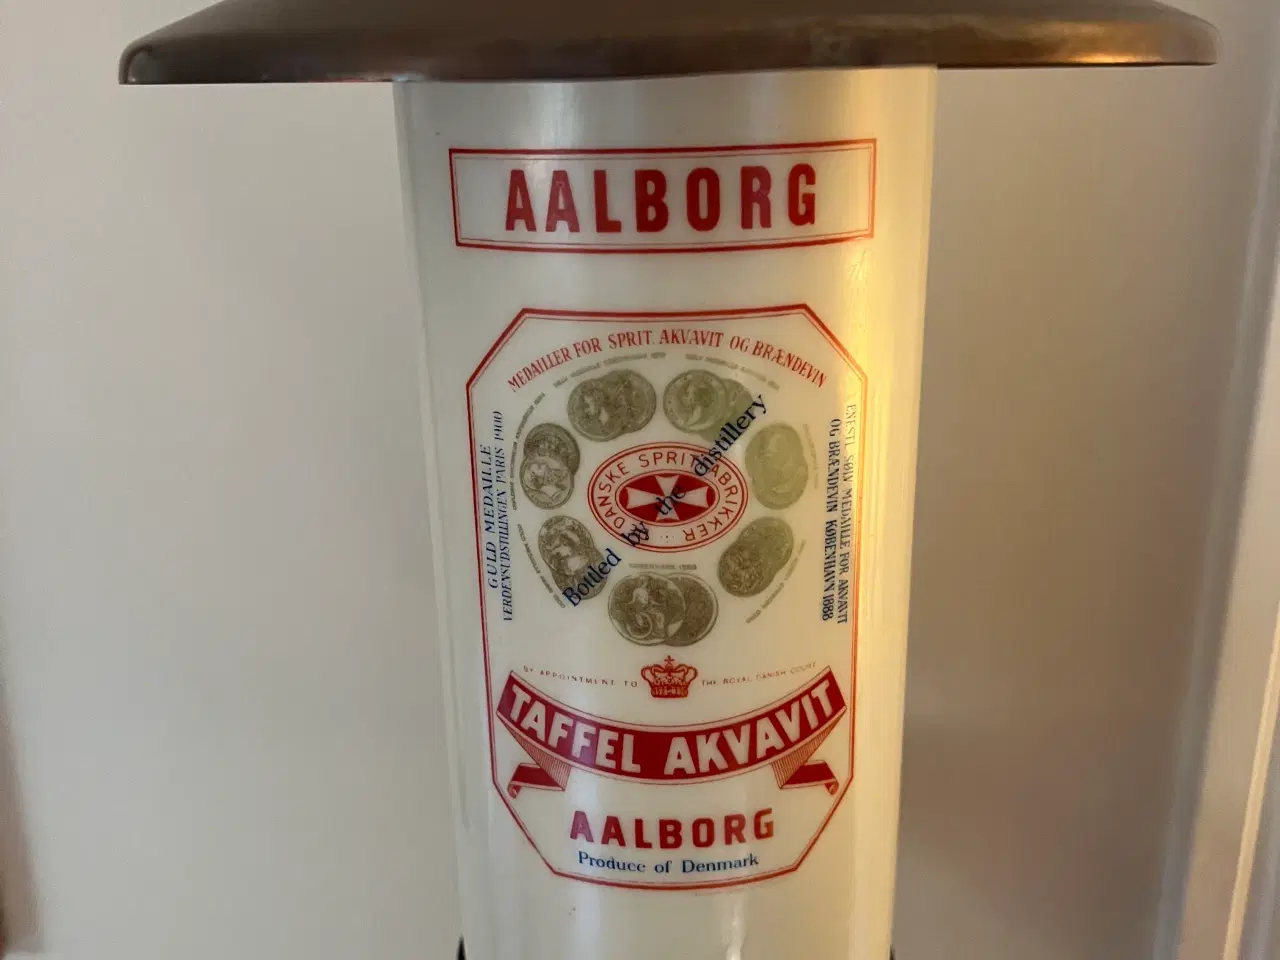 AALBORG
MEDAILLER FOR SPRIT, AKVAVIT OG BRÆNDEVIN
GULD MEDAILLE
VERDENSUDSTILLINGEN PARIS 1900
ENESTE SØLV MEDAILLE FOR AKVAVIT
OG BRÆNDEVIN KØBENHAVN 1888
DANSKE SPRITFABRIKKER
Bottled by the distillery
BY APPOINTMENT TO THE ROYAL DANISH COURT
TAFFEL AKVAVIT
AALBORG
Produce of Denmark